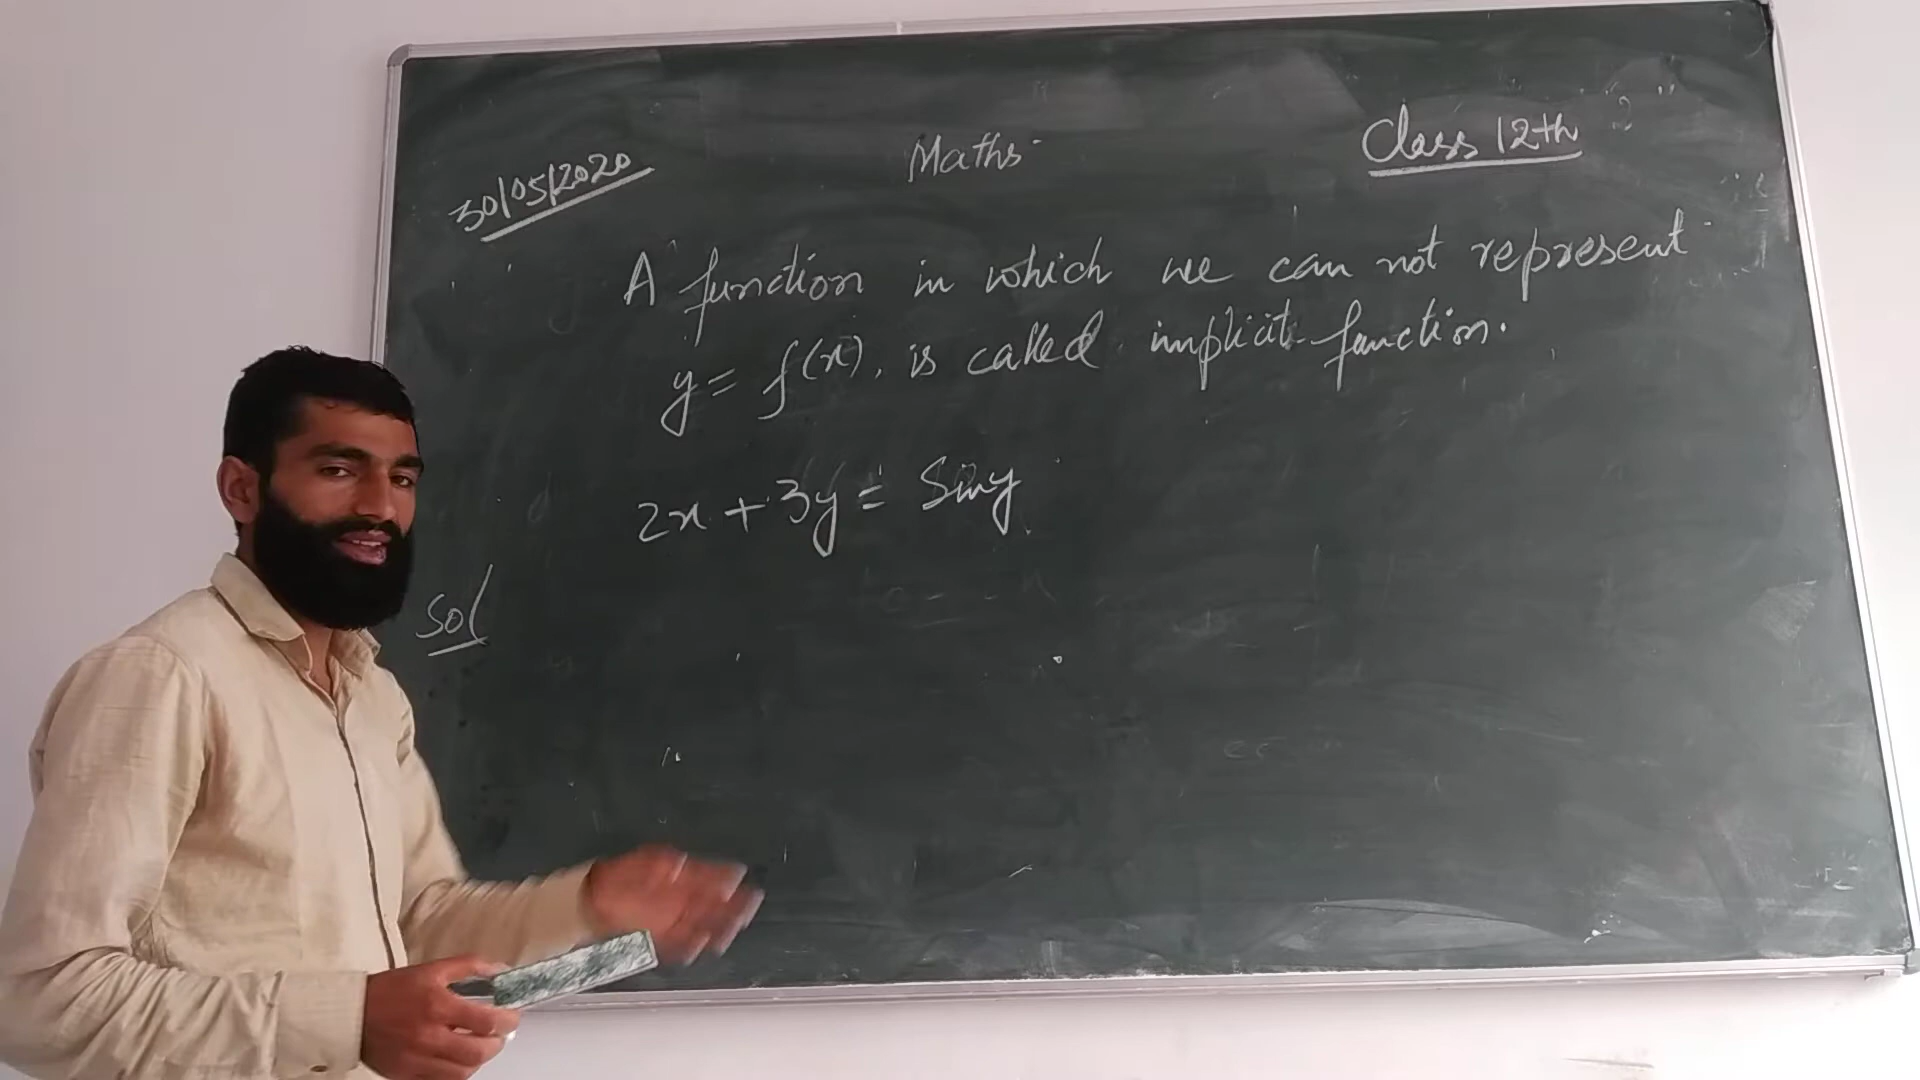 30/05/2020
Maths
Class 12th
A function in which we can not represent
y = f(x), is called implicit function.
2x + 3y = Siny
Sol